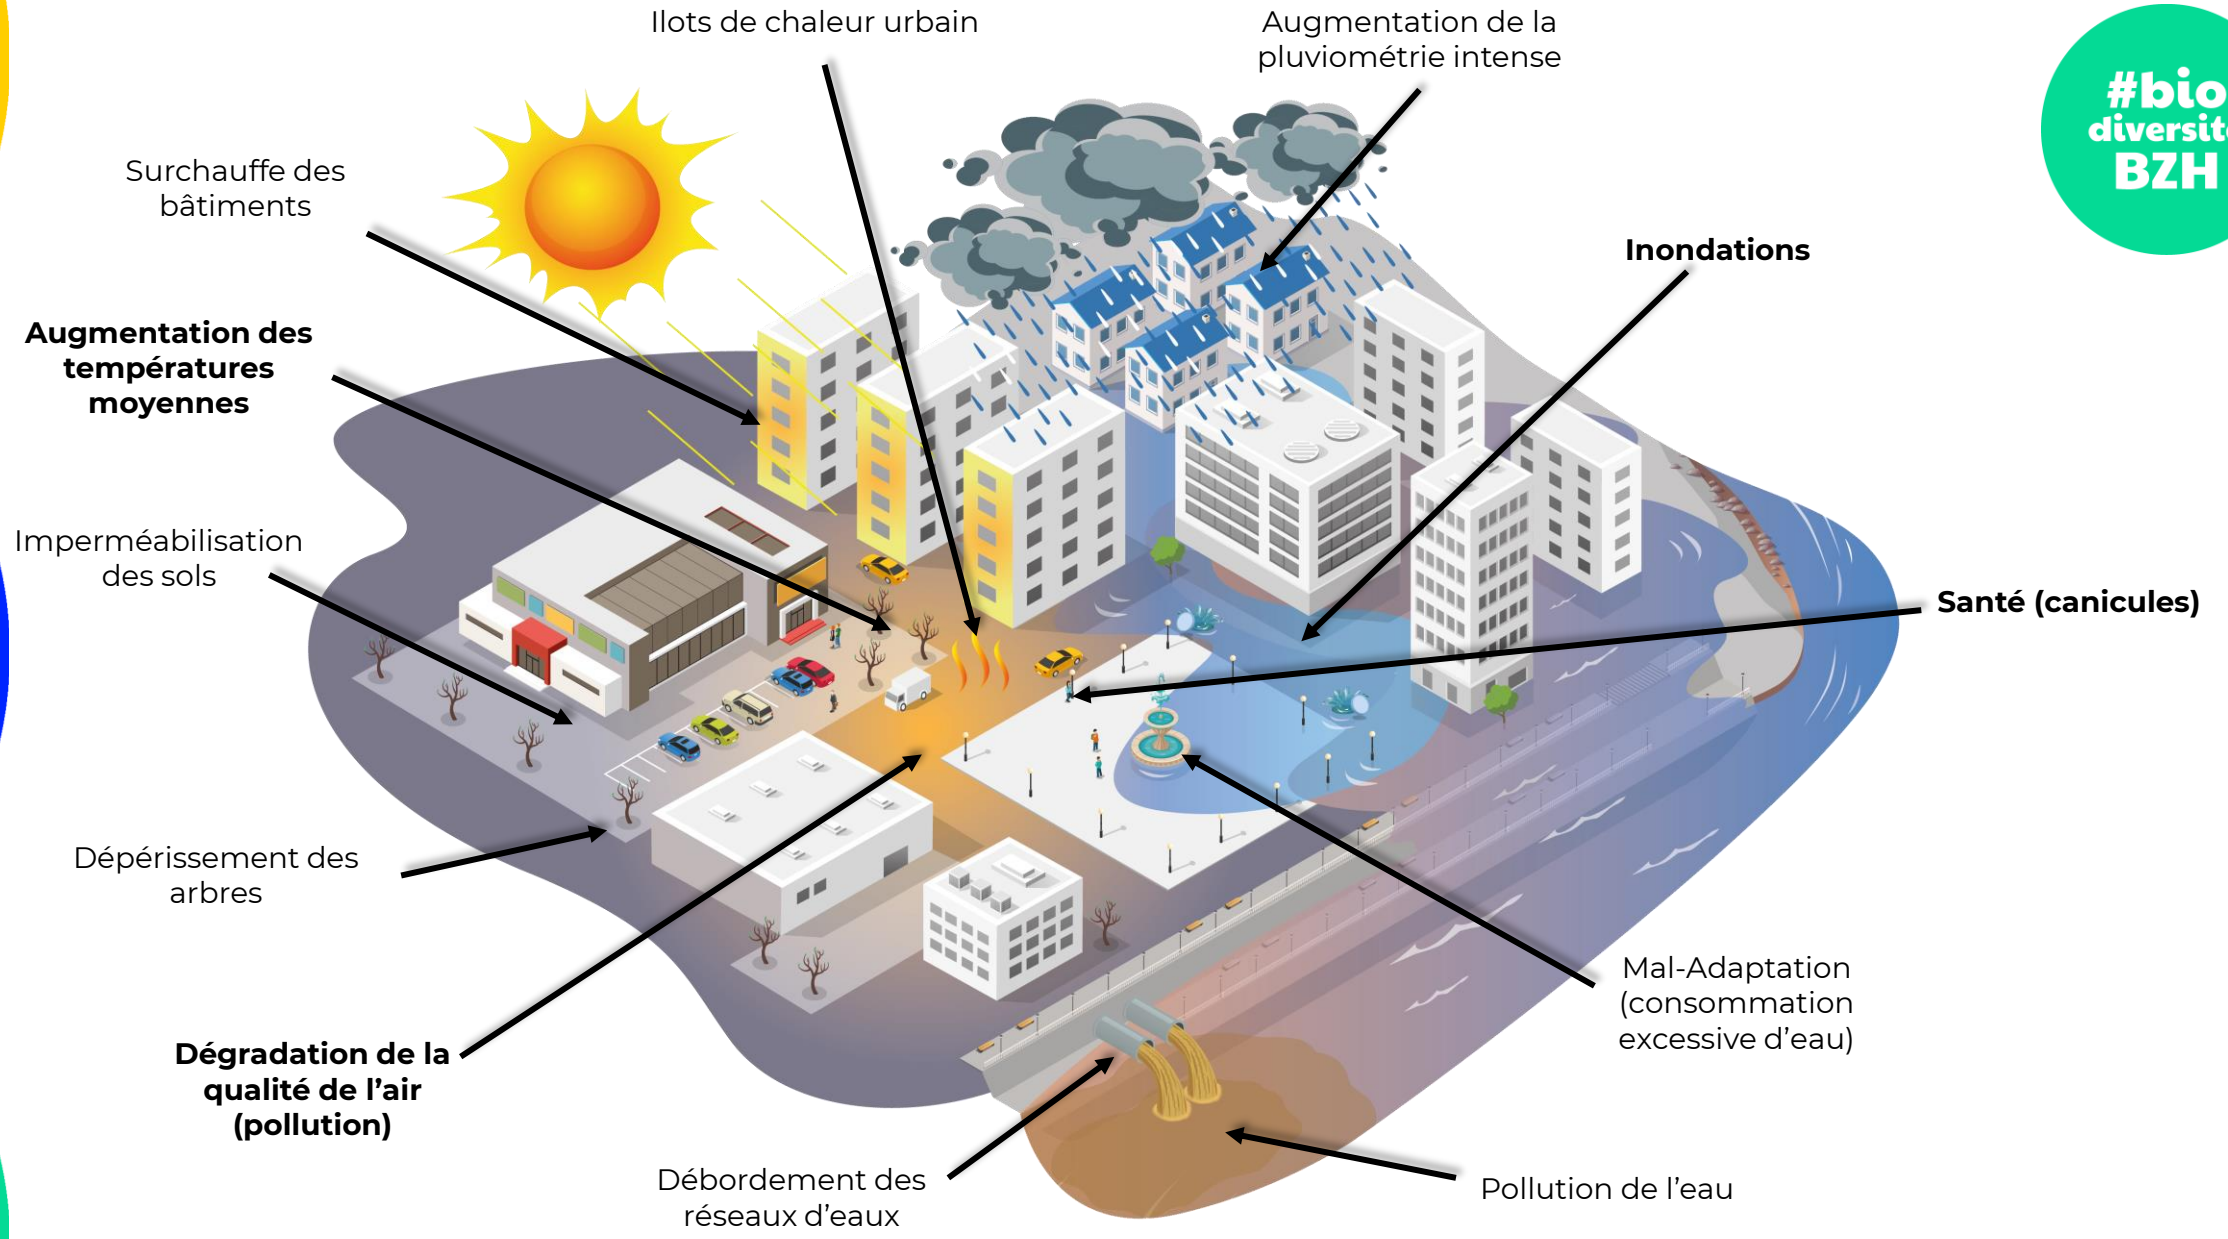 Ilots de chaleur urbain
Augmentation de la
pluviométrie intense
#bio
diversité
BZH
Surchauffe des
bâtiments
Inondations
Augmentation des
températures
moyennes
Imperméabilisation
des sols
Santé (canicules)
Dépérissement des
arbres
Mal-Adaptation
(consommation
excessive d’eau)
Dégradation de la
qualité de l’air
(pollution)
Débordement des
réseaux d’eaux
Pollution de l’eau